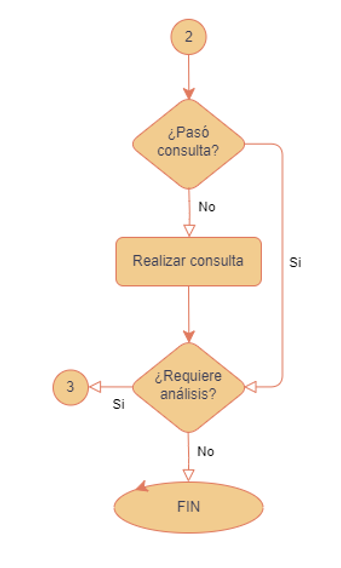 2
¿Pasó
consulta?
No
Realizar consulta
Si
¿Requiere
análisis?
3
Si
No
FIN